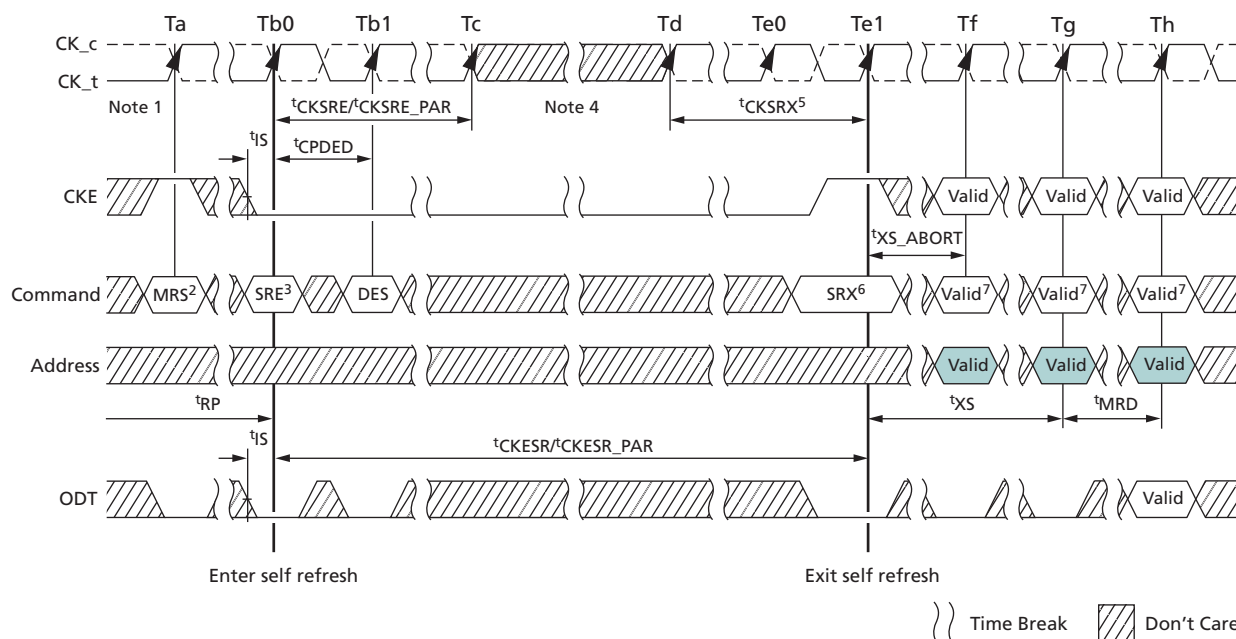 Ta Tb0 Tb1 Tc Td Te0 Te1 Tf Tg Th
CK_c
CK_t
Note 1 tCKSRE/tCKSRE_PAR Note 4 tCKSRX5
tIS tCPDED
CKE Valid Valid Valid
tXS_ABORT
Command MRS2 SRE3 DES SRX6 Valid7 Valid7 Valid7
Address Valid Valid Valid
tRP tXS tMRD
tIS tCKESR/tCKESR_PAR
ODT Valid
Enter self refresh Exit self refresh
Time Break Don't Care